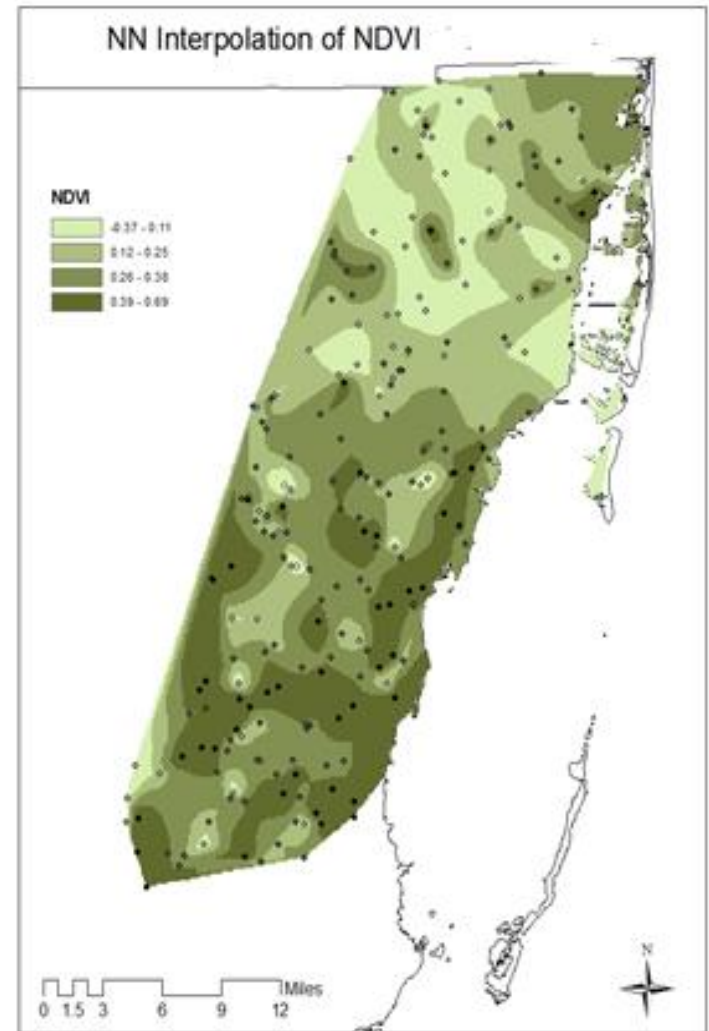 NN Interpolation of NDVI
NDVI
-0.37 - 0.11
0.12 - 0.25
0.26 - 0.38
0.39 - 0.69
N
Miles
0 1.5 3 6 9 12